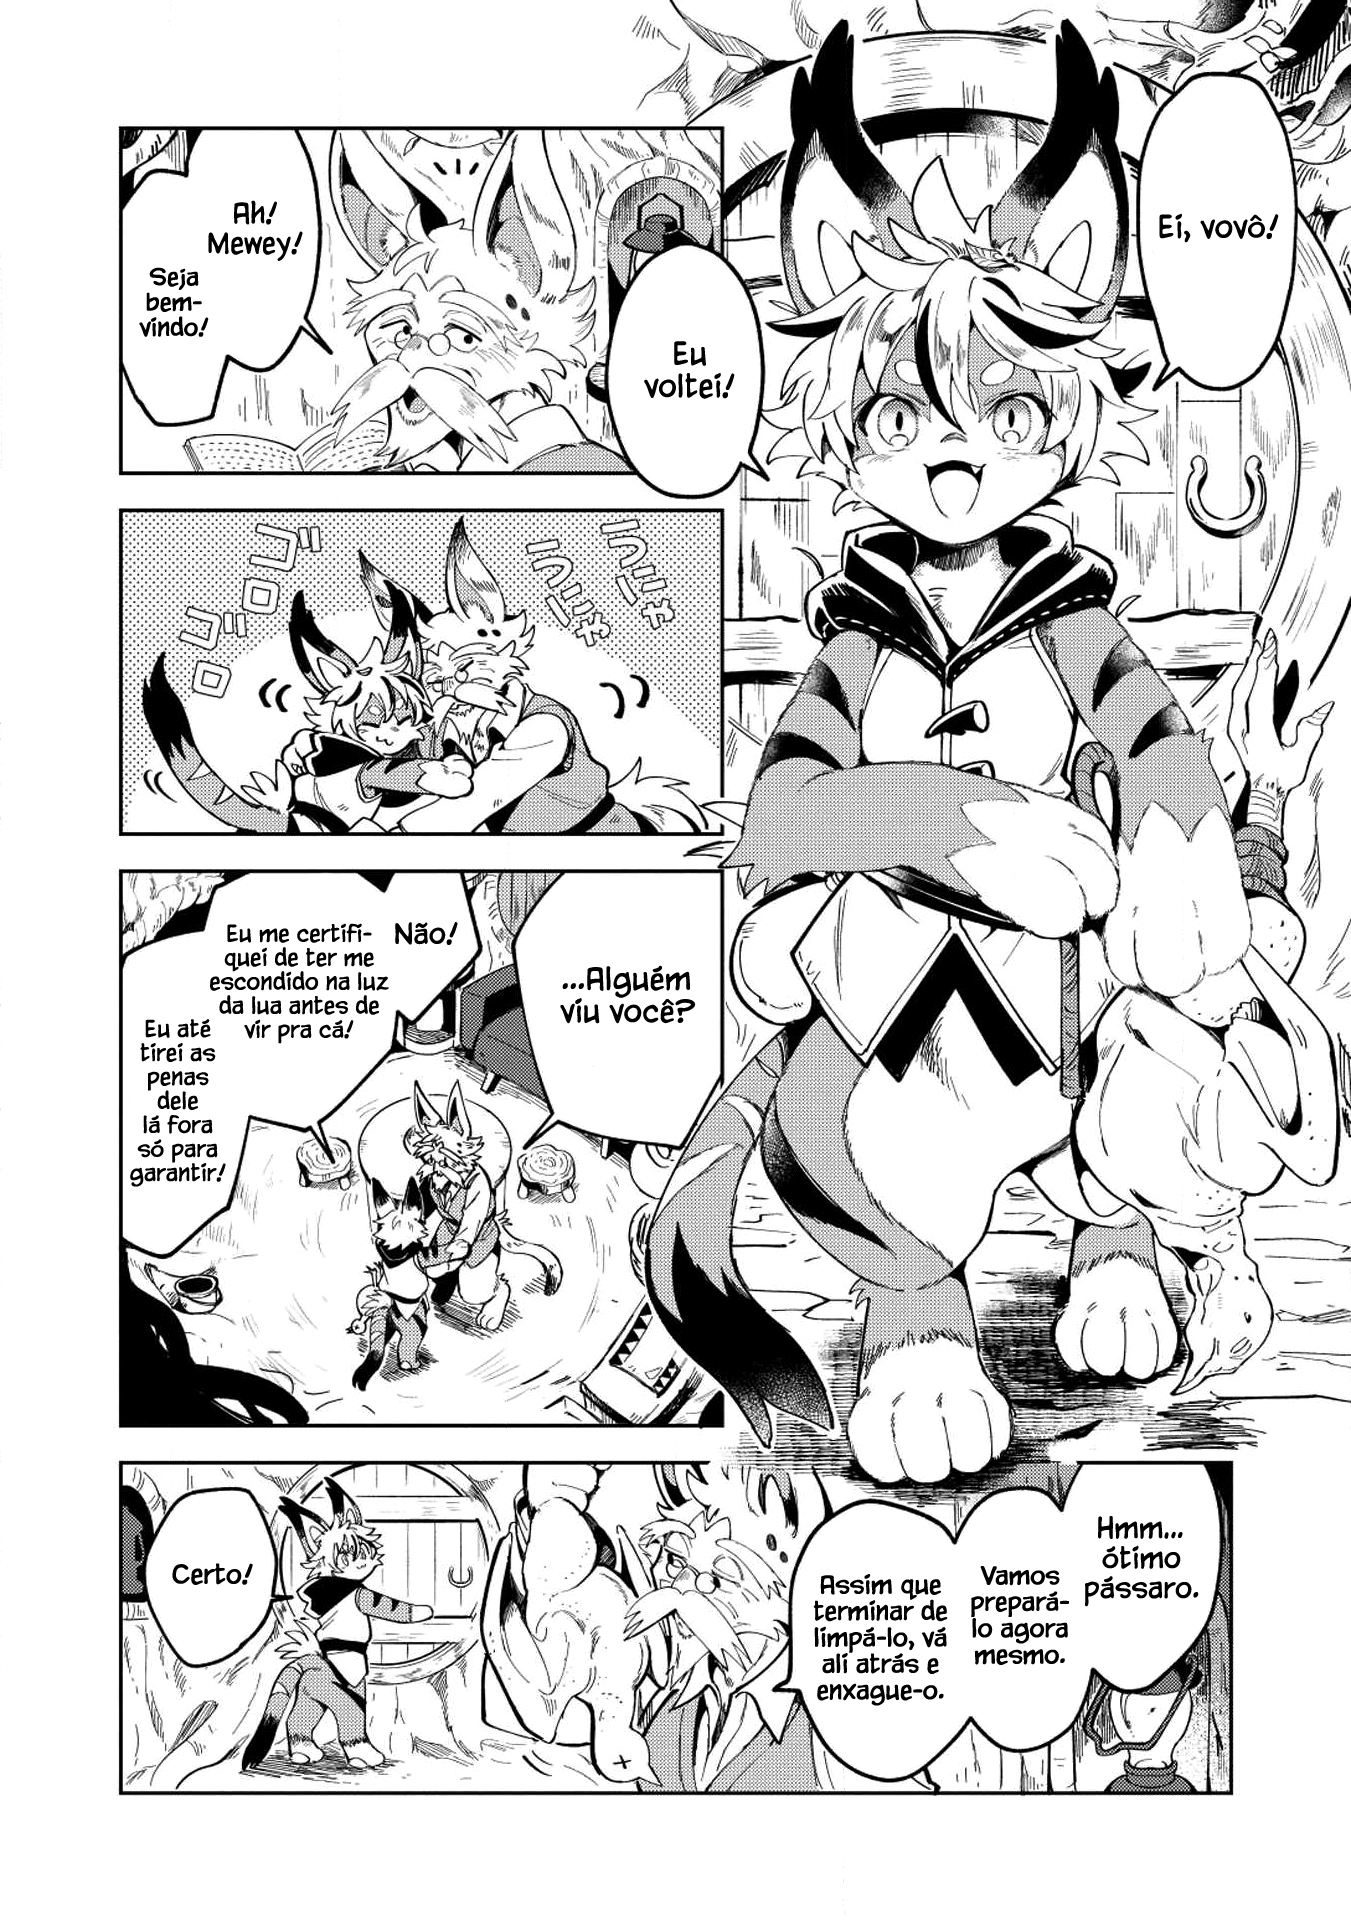 Ei, vovô!
Eu
voltei!
Ah!
Mewey!
Seja
bem-
vindo!
うにゃ
うにゃ
ゴロ
ゴロ
...Alguém
viu você?
Não!
Eu me certifi-
quei de ter me
escondido na luz
da lua antes de
vir pra cá!
Eu até
tirei as
penas
dele
lá fora
só para
garantir!
Hmm...
ótimo
pássaro.
Vamos
prepará-
lo agora
mesmo.
Assim que
terminar de
limpá-lo, vá
ali atrás e
enxague-o.
Certo!